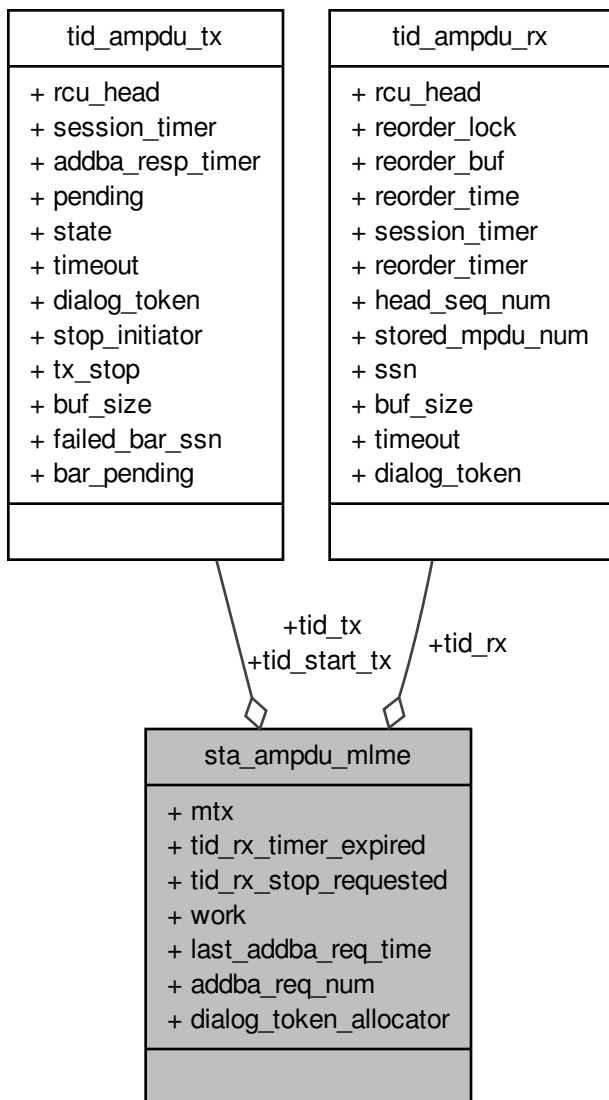 tid_ampdu_tx
+ rcu_head
+ session_timer
+ addba_resp_timer
+ pending
+ state
+ timeout
+ dialog_token
+ stop_initiator
+ tx_stop
+ buf_size
+ failed_bar_ssn
+ bar_pending
tid_ampdu_rx
+ rcu_head
+ reorder_lock
+ reorder_buf
+ reorder_time
+ session_timer
+ reorder_timer
+ head_seq_num
+ stored_mpdu_num
+ ssn
+ buf_size
+ timeout
+ dialog_token
+tid_tx
+tid_start_tx
+tid_rx
sta_ampdu_mlme
+ mtx
+ tid_rx_timer_expired
+ tid_rx_stop_requested
+ work
+ last_addba_req_time
+ addba_req_num
+ dialog_token_allocator